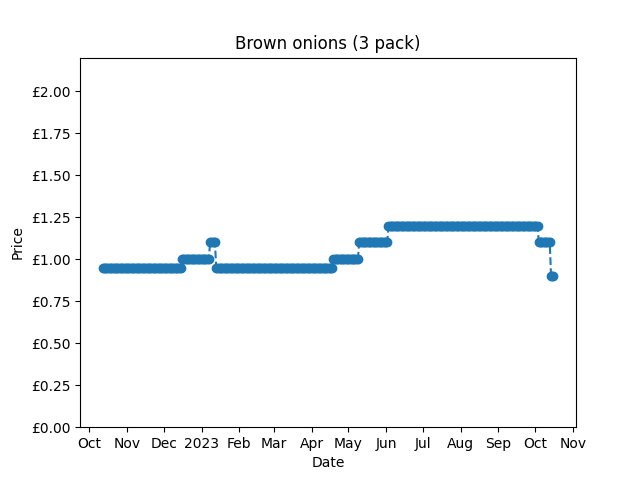 Brown onions (3 pack)
£2.00
£1.75
£1.50
£1.25
£1.00
£0.75
£0.50
£0.25
£0.00
Price
Oct Nov Dec 2023 Feb Mar Apr May Jun Jul Aug Sep Oct Nov
Date